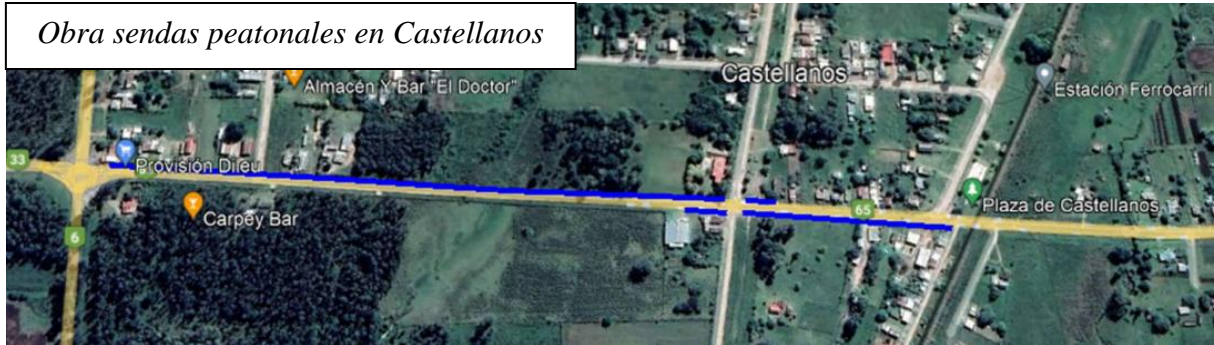 Obra sendas peatonales en Castellanos
Almacén Y Bar "El Doctor"
Castellanos
Estación Ferrocarril
33
Provisión Dileu
Carpey Bar
65
Plaza de Castellanos
6